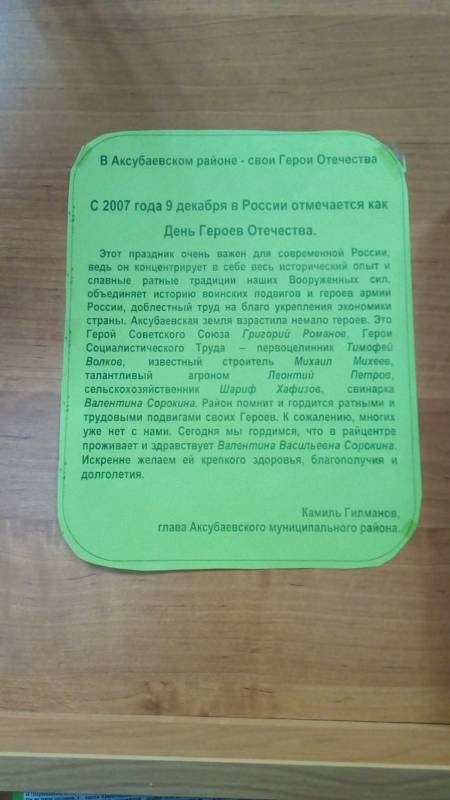 В Аксубаевском районе - свои Герои Отечества
С 2007 года 9 декабря в России отмечается как
День Героев Отечества.
Этот праздник очень важен для современной России,
ведь он концентрирует в себе весь исторический опыт и
славные ратные традиции наших Вооруженных сил,
объединяет историю воинских подвигов и героев армии
России, доблестный труд на благо укрепления экономики
страны. Аксубаевская земля взрастила немало героев. Это
Герой Советского Союза Григорий Романов, Герои
Социалистического Труда – первоцелинник Тимофей
Волков, известный строитель Михаил Михеев,
талантливый агроном Леонтий Петров,
сельскохозяйственник Шариф Хафизов, свинарка
Валентина Сорокина. Район помнит и гордится ратными и
трудовыми подвигами своих Героев. К сожалению, многих
уже нет с нами. Сегодня мы гордимся, что в райцентре
проживает и здравствует Валентина Васильевна Сорокина.
Искренне желаем ей крепкого здоровья, благополучия и
долголетия.
Камиль Гилманов,
глава Аксубаевского муниципального района.